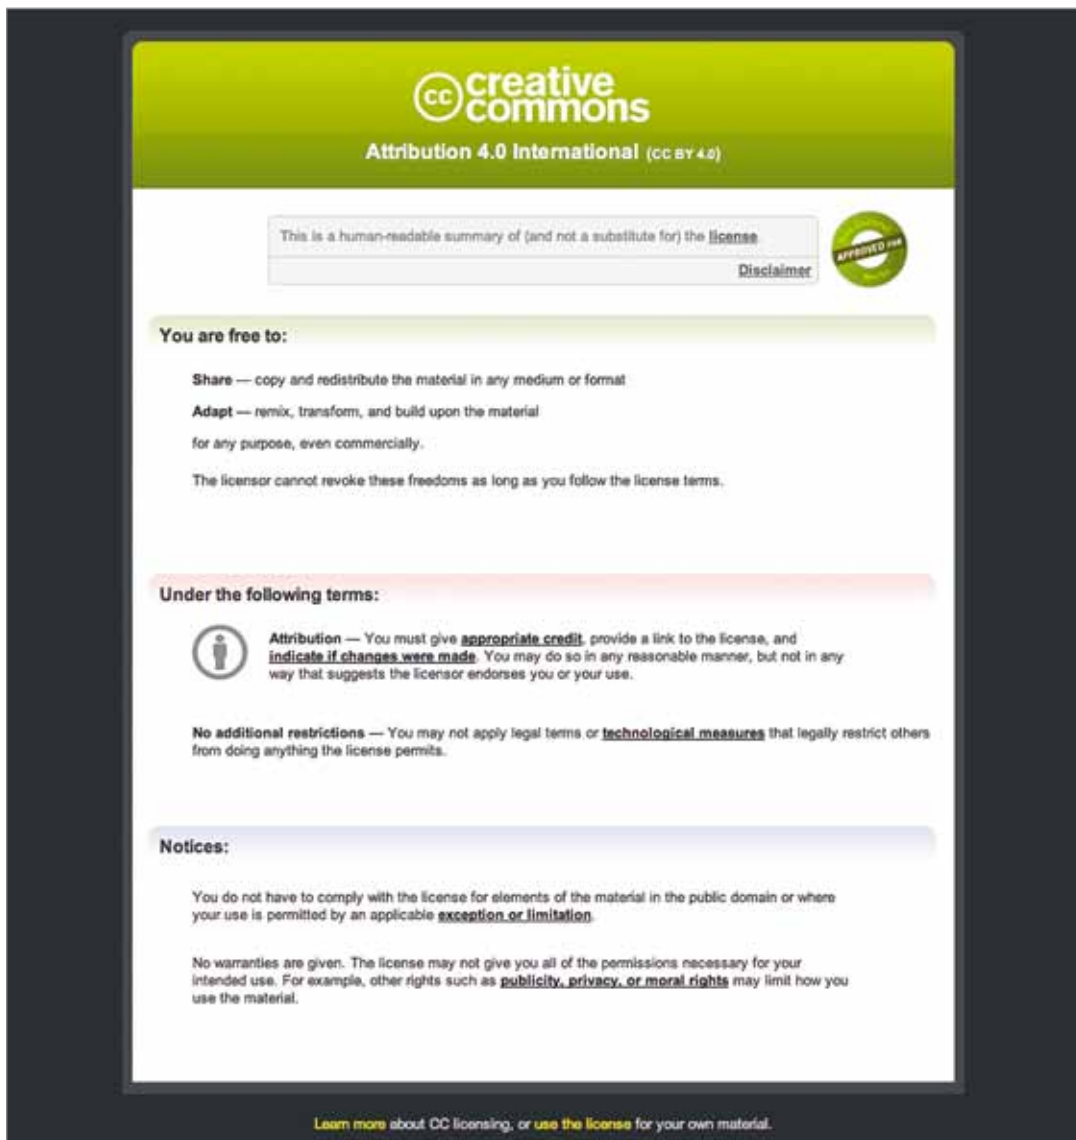 cc creative
commons
Attribution 4.0 International (CC BY 4.0)
This is a human-readable summary of (and not a substitute for) the license.
APPROVED FOR
Disclaimer
You are free to:
Share — copy and redistribute the material in any medium or format
Adapt — remix, transform, and build upon the material
for any purpose, even commercially.
The licensor cannot revoke these freedoms as long as you follow the license terms.
Under the following terms:
Attribution — You must give appropriate credit, provide a link to the license, and
indicate if changes were made. You may do so in any reasonable manner, but not in any
way that suggests the licensor endorses you or your use.
No additional restrictions — You may not apply legal terms or technological measures that legally restrict others
from doing anything the license permits.
Notices:
You do not have to comply with the license for elements of the material in the public domain or where
your use is permitted by an applicable exception or limitation.
No warranties are given. The license may not give you all of the permissions necessary for your
intended use. For example, other rights such as publicity, privacy, or moral rights may limit how you
use the material.
Learn more about CC licensing, or use the license for your own material.